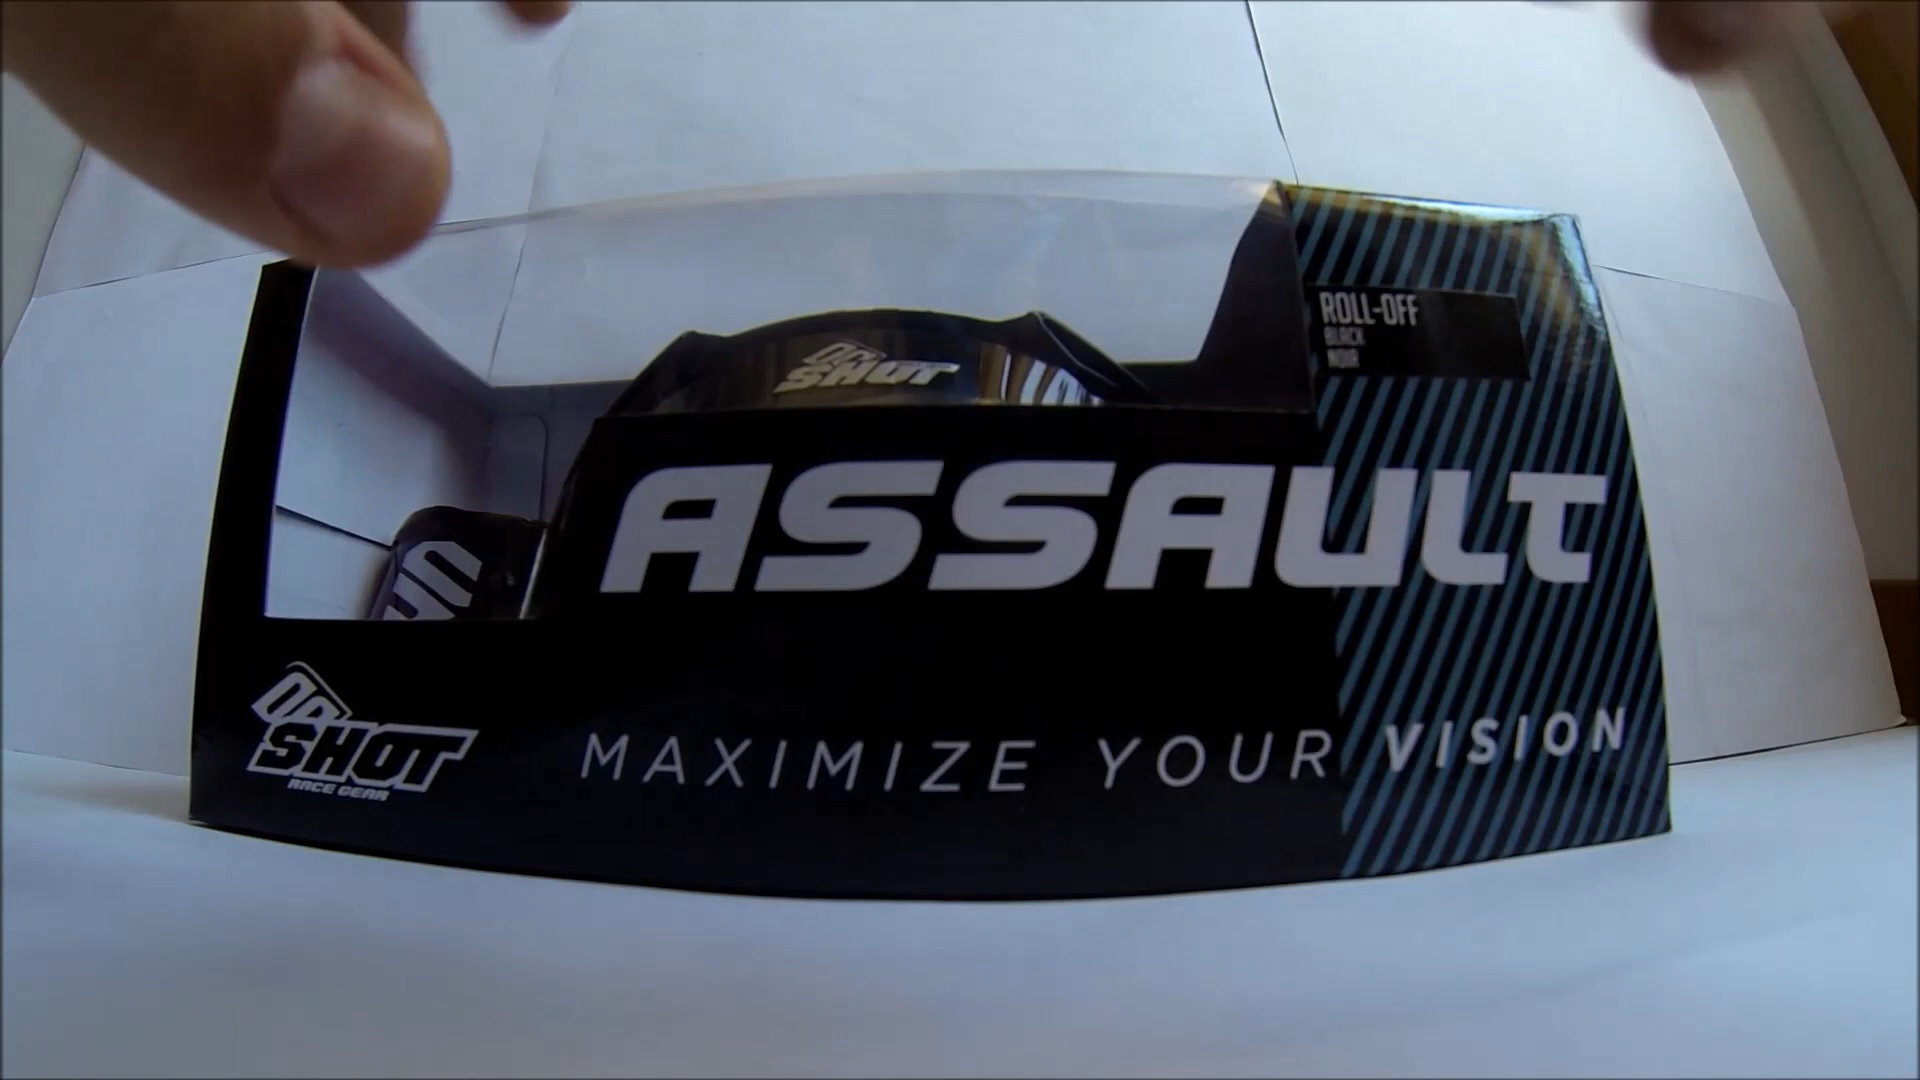 ROLL-OFF
BLACK
NOIR
SHOT
ASSAULT
SHOT
RACE GEAR
MAXIMIZE YOUR VISION